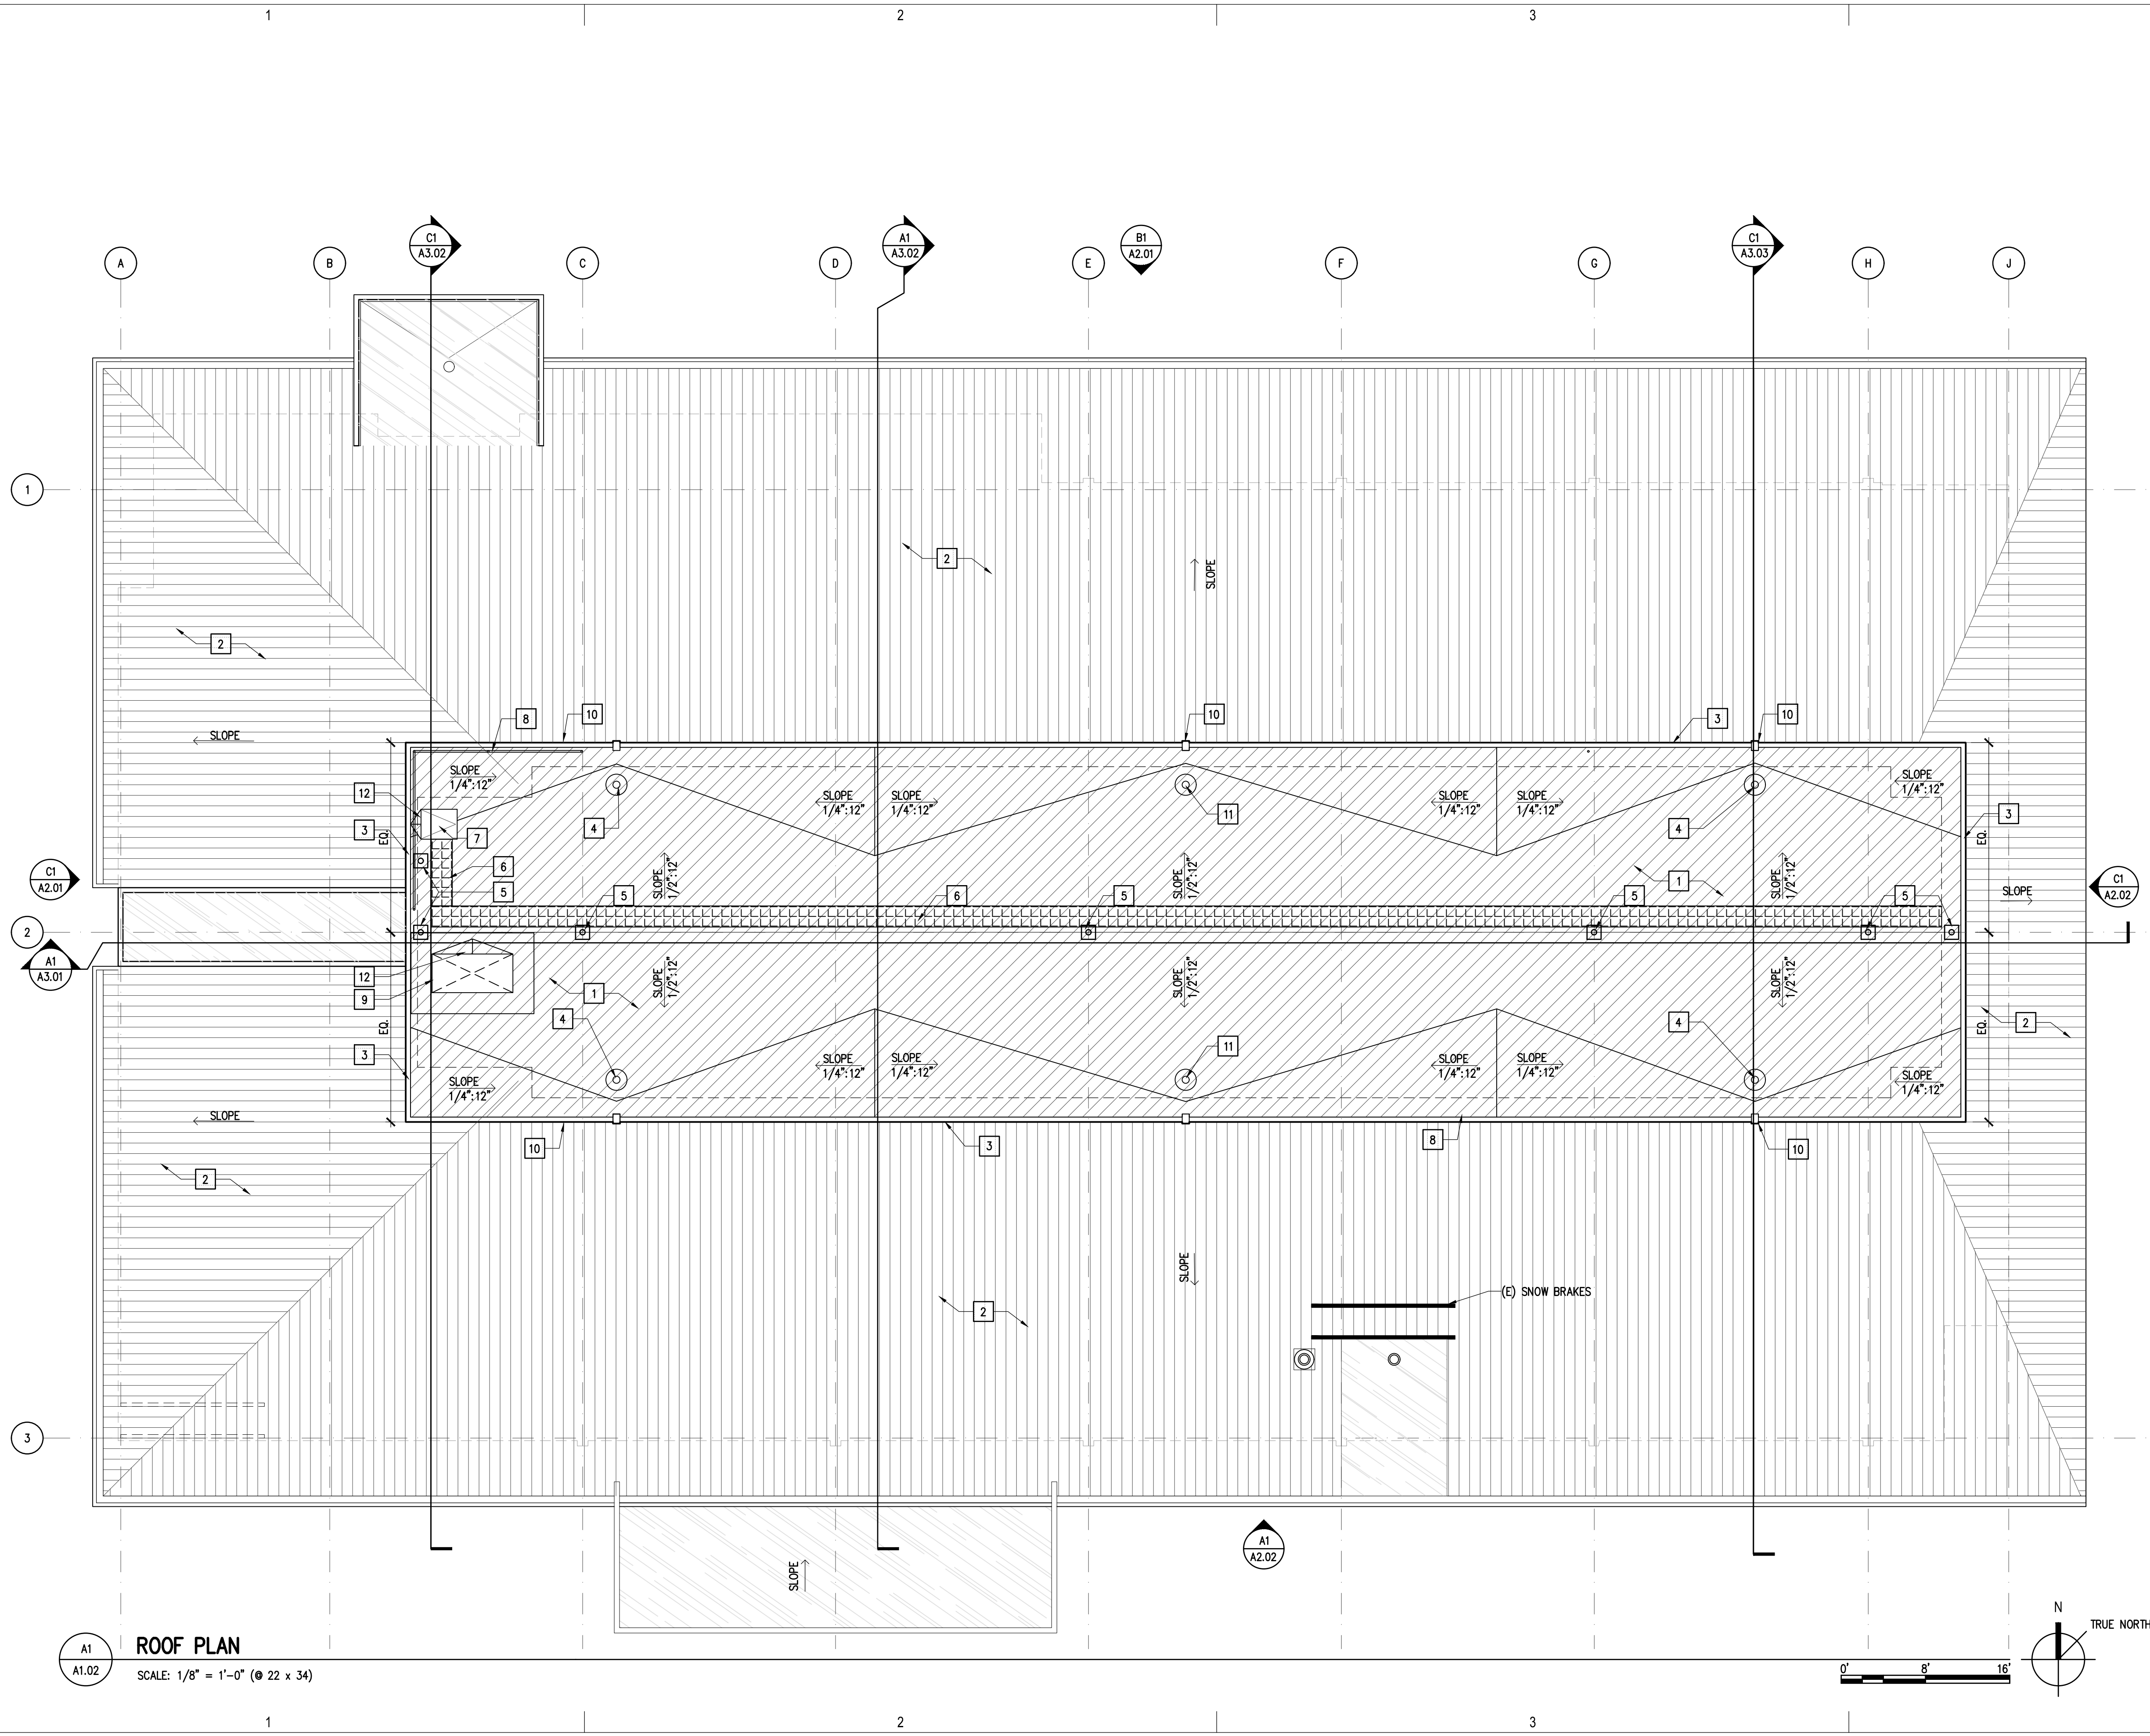 1
2
3
C1
A3.02
A1
A3.02
B1
A2.01
C1
A3.03
A
B
C
D
E
F
G
H
J
1
2
SLOPE
2
SLOPE
8
10
10
3
10
SLOPE
1/4":12"
SLOPE
1/4":12"
12
SLOPE
1/4":12"
SLOPE
1/4":12"
SLOPE
1/4":12"
SLOPE
1/4":12"
3
EQ.
7
4
11
4
3
EQ.
6
SLOPE
1/2":12"
SLOPE
1/2":12"
SLOPE
1/2":12"
1
C1
A2.01
C1
A2.02
5
5
6
5
5
5
SLOPE
2
A1
A3.01
12
9
SLOPE
1/2":12"
SLOPE
1/2":12"
SLOPE
1/2":12"
1
4
4
2
EQ.
EQ.
3
11
SLOPE
1/4":12"
SLOPE
1/4":12"
SLOPE
1/4":12"
SLOPE
1/4":12"
SLOPE
1/4":12"
SLOPE
1/4":12"
SLOPE
10
3
8
10
2
SLOPE
(E) SNOW BRAKES
2
3
A1
A2.02
SLOPE
A1
A1.02
ROOF PLAN
SCALE: 1/8" = 1'-0" (@ 22 x 34)
0'
8'
16'
N
TRUE NORTH
1
2
3